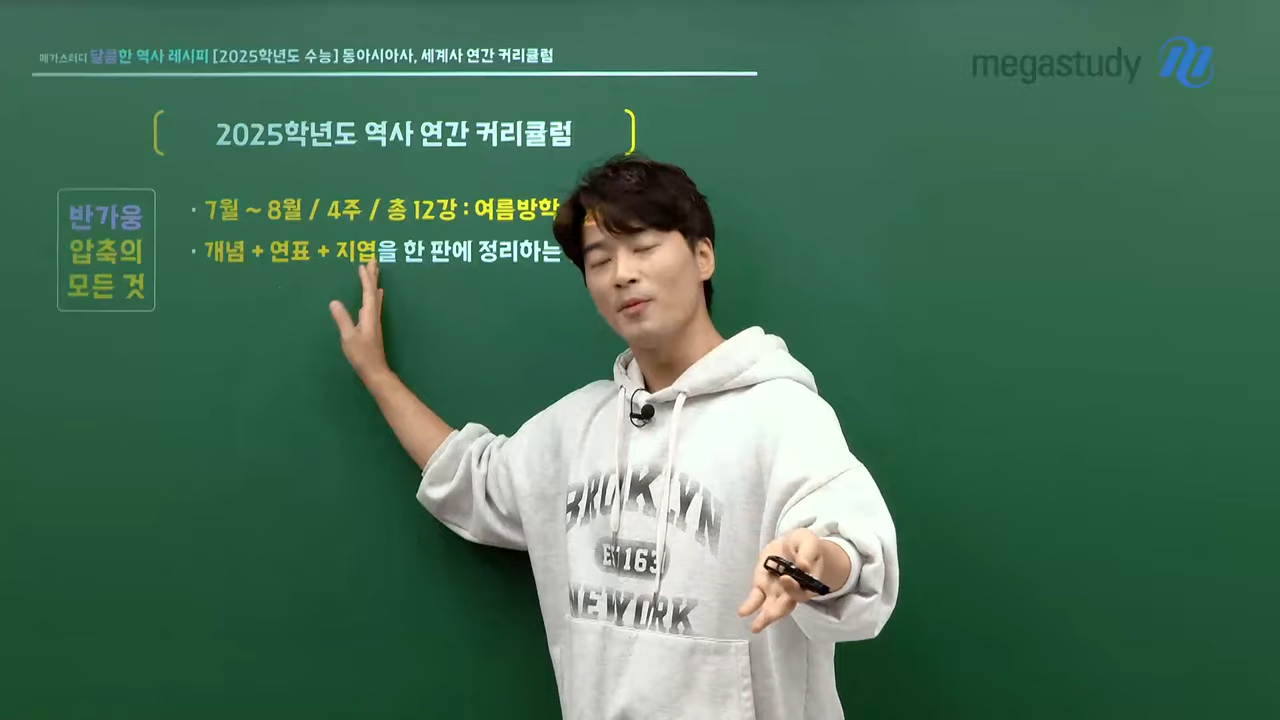 메가스터디 달콤한 역사 레시피 [2025학년도 수능] 동아시아사, 세계사 연간 커리큘럼
megastudy
2025학년도 역사 연간 커리큘럼
반가웅
압축의
모든 것
· 7월 ~ 8월 / 4주 / 총 12강 : 여름방학
· 개념 + 연표 + 지엽을 한 판에 정리하는
BROOKLYN
NEW YORK